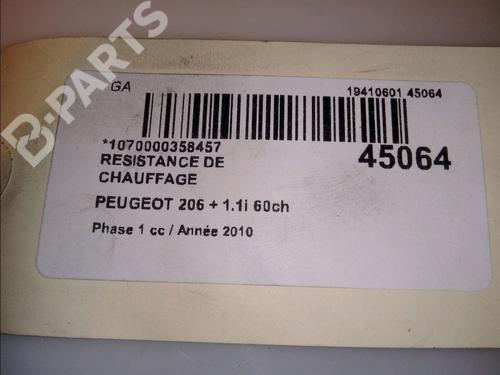 B-PARTS
GA
19410601 45064
*1070000358457
45064
RESISTANCE DE
CHAUFFAGE
PEUGEOT 206 + 1.1i 60ch
Phase 1 cc / Année 2010